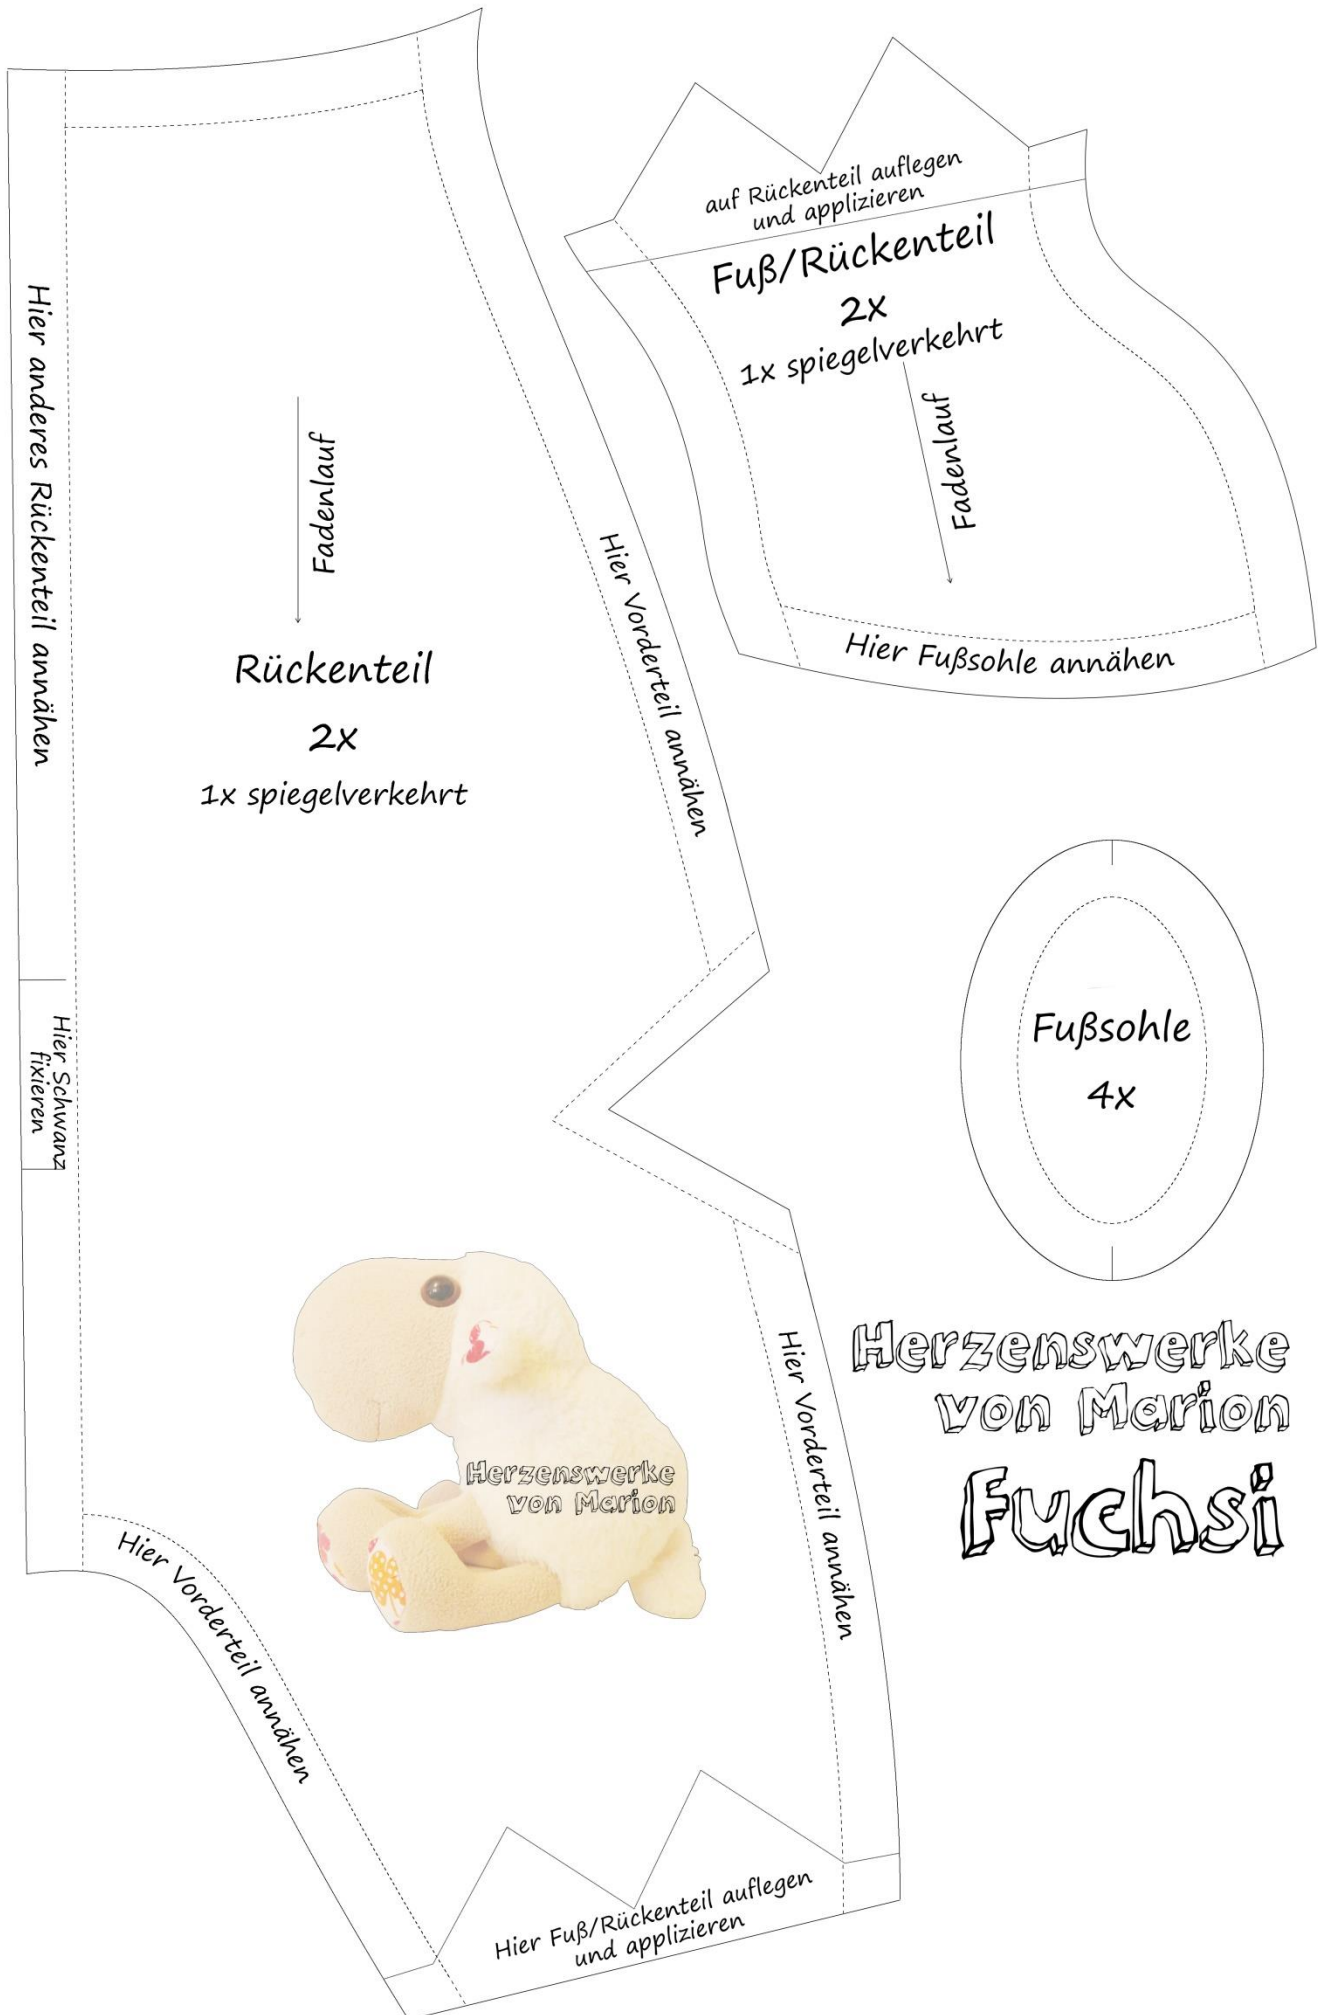 Hier anderes Rückenteil annähen
Fadenlauf
Rückenteil
2x
1x spiegelverkehrt
Hier Vorderteil annähen
Hier Schwanz
fixieren
auf Rückenteil auflegen
und applizieren
Fuß/Rückenteil
2x
1x spiegelverkehrt
Fadenlauf
Hier Fußsohle annähen
Fußsohle
4x
Herzenswerke
von Marion
Fuchsi
Herzenswerke
von Marion
Hier Vorderteil annähen
Hier Vorderteil annähen
Hier Fuß/Rückenteil auflegen
und applizieren